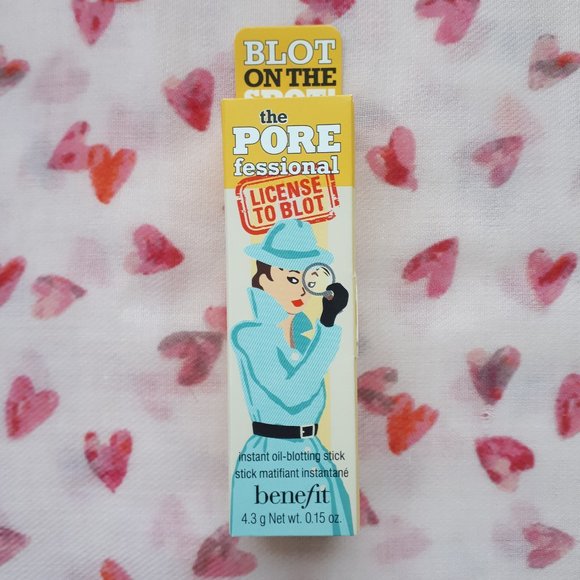 BLOT
ON THE
SPOT!
the
PORE
fessional
LICENSE
TO BLOT
instant oil-blotting stick
stick matifiant instantané
benefit
4.3 g Net wt. 0.15 oz.